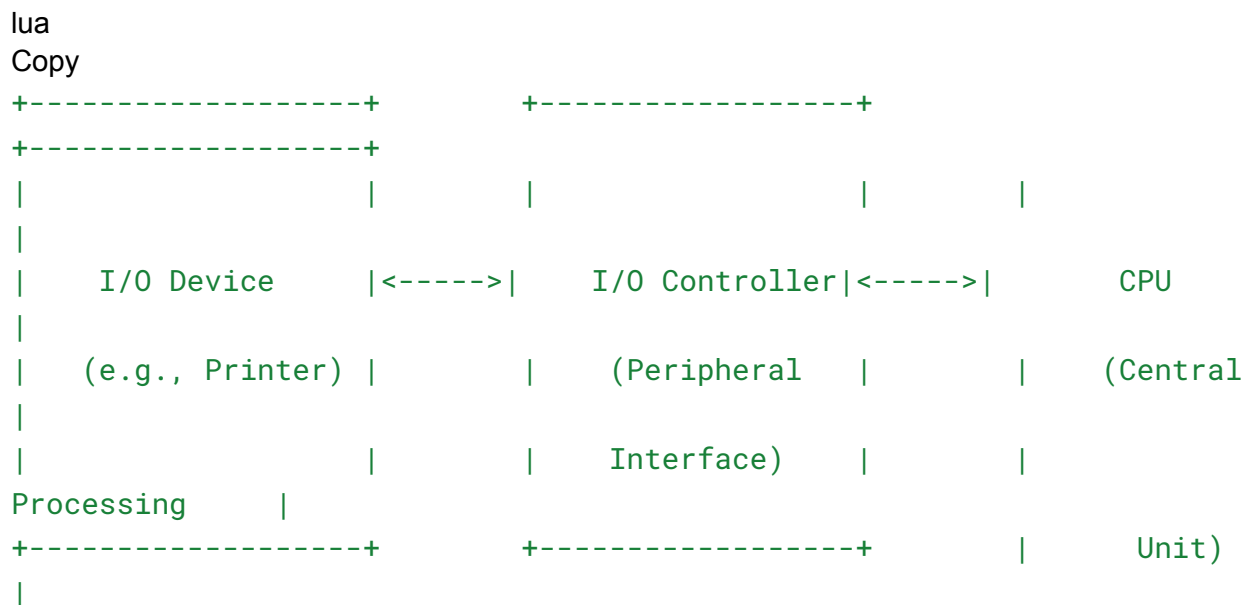 lua
Copy
+-------------------+        +------------------+
+-------------------+
|                   |        |                  |        |
|
|    I/O Device     |<----->|    I/O Controller|<----->|       CPU
|
|   (e.g., Printer) |        |    (Peripheral   |        |    (Central
|
|                   |        |    Interface)    |        |
Processing     |
+-------------------+        +------------------+        |      Unit)
|